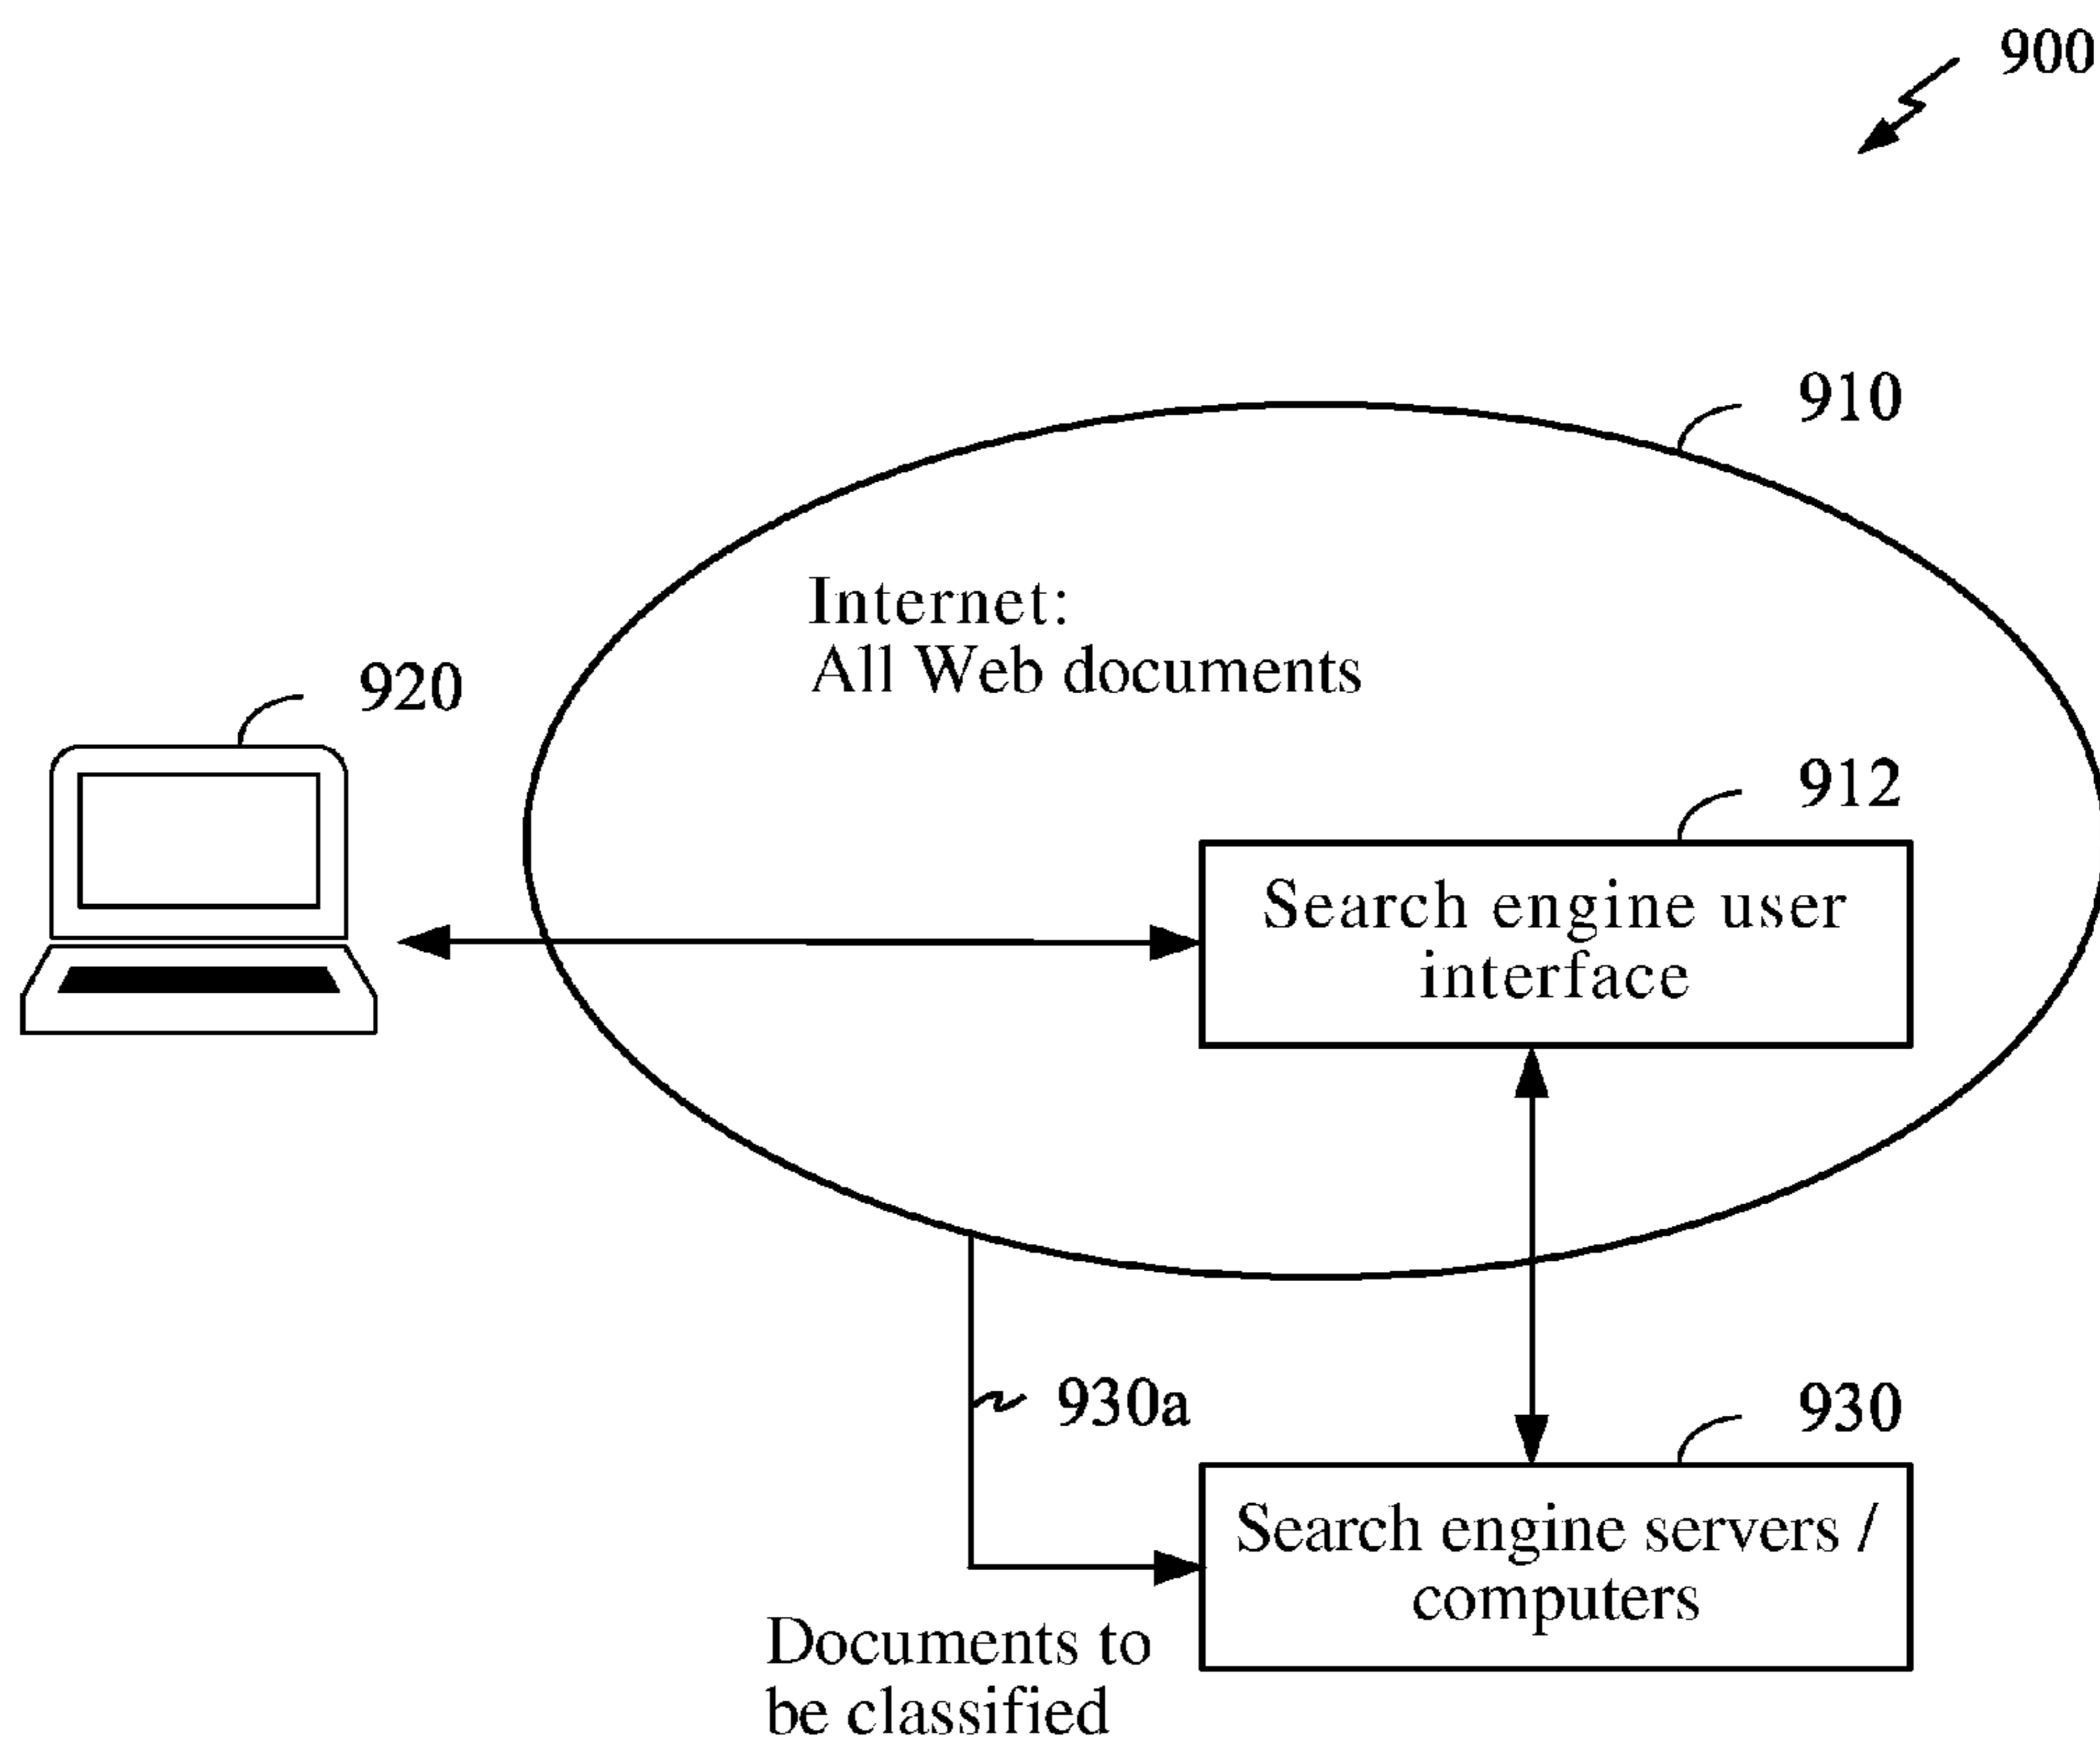 900
910
Internet:
All Web documents
920
912
Search engine user
interface
930a
930
Search engine servers /
computers
Documents to
be classified